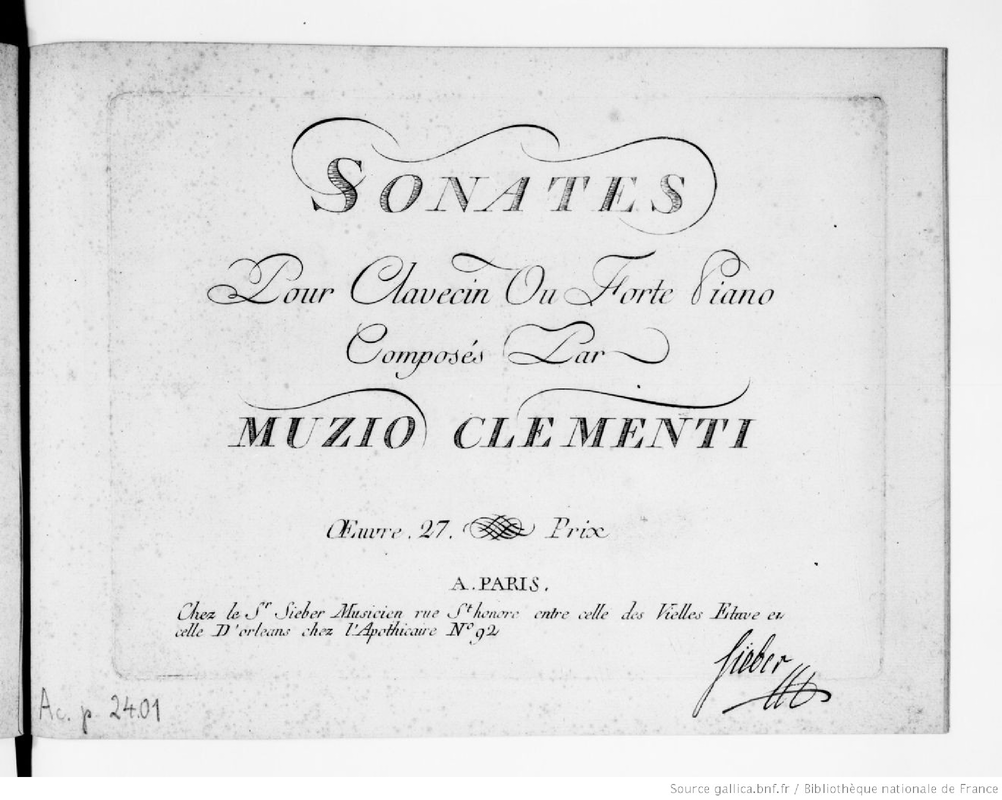 SONATES
Pour Clavecin Ou Forte Piano
Composés Par
MUZIO CLEMENTI
Œuvre. 27. Prix
A. PARIS.
Chez le Sr Sieber Musicien rue St honore entre celle des Vielles Etuve et
celle D'orleans chez l'Apothicaire No 92
Sieber
Ac. p. 2401
Source gallica.bnf.fr / Bibliothèque nationale de France